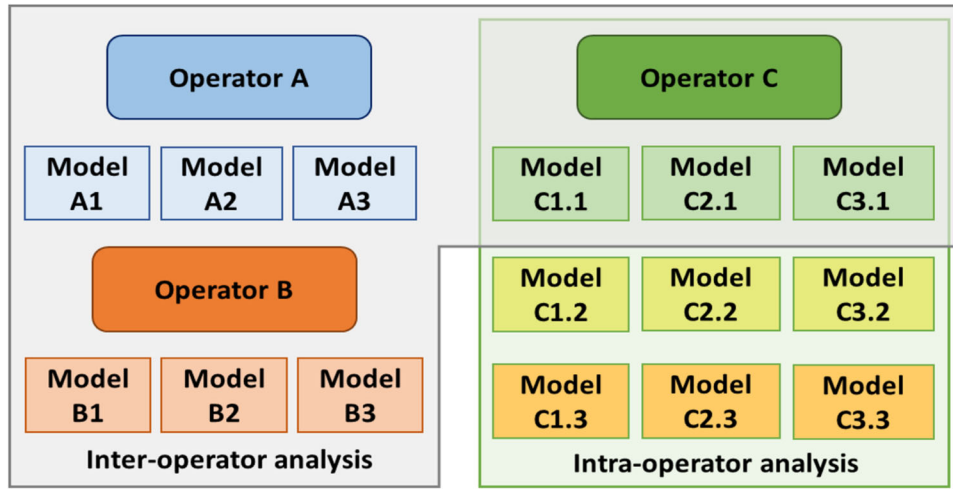 Operator A
Operator C
Model
A1
Model
A2
Model
A3
Model
C1.1
Model
C2.1
Model
C3.1
Operator B
Model
C1.2
Model
C2.2
Model
C3.2
Model
B1
Model
B2
Model
B3
Model
C1.3
Model
C2.3
Model
C3.3
Inter-operator analysis
Intra-operator analysis